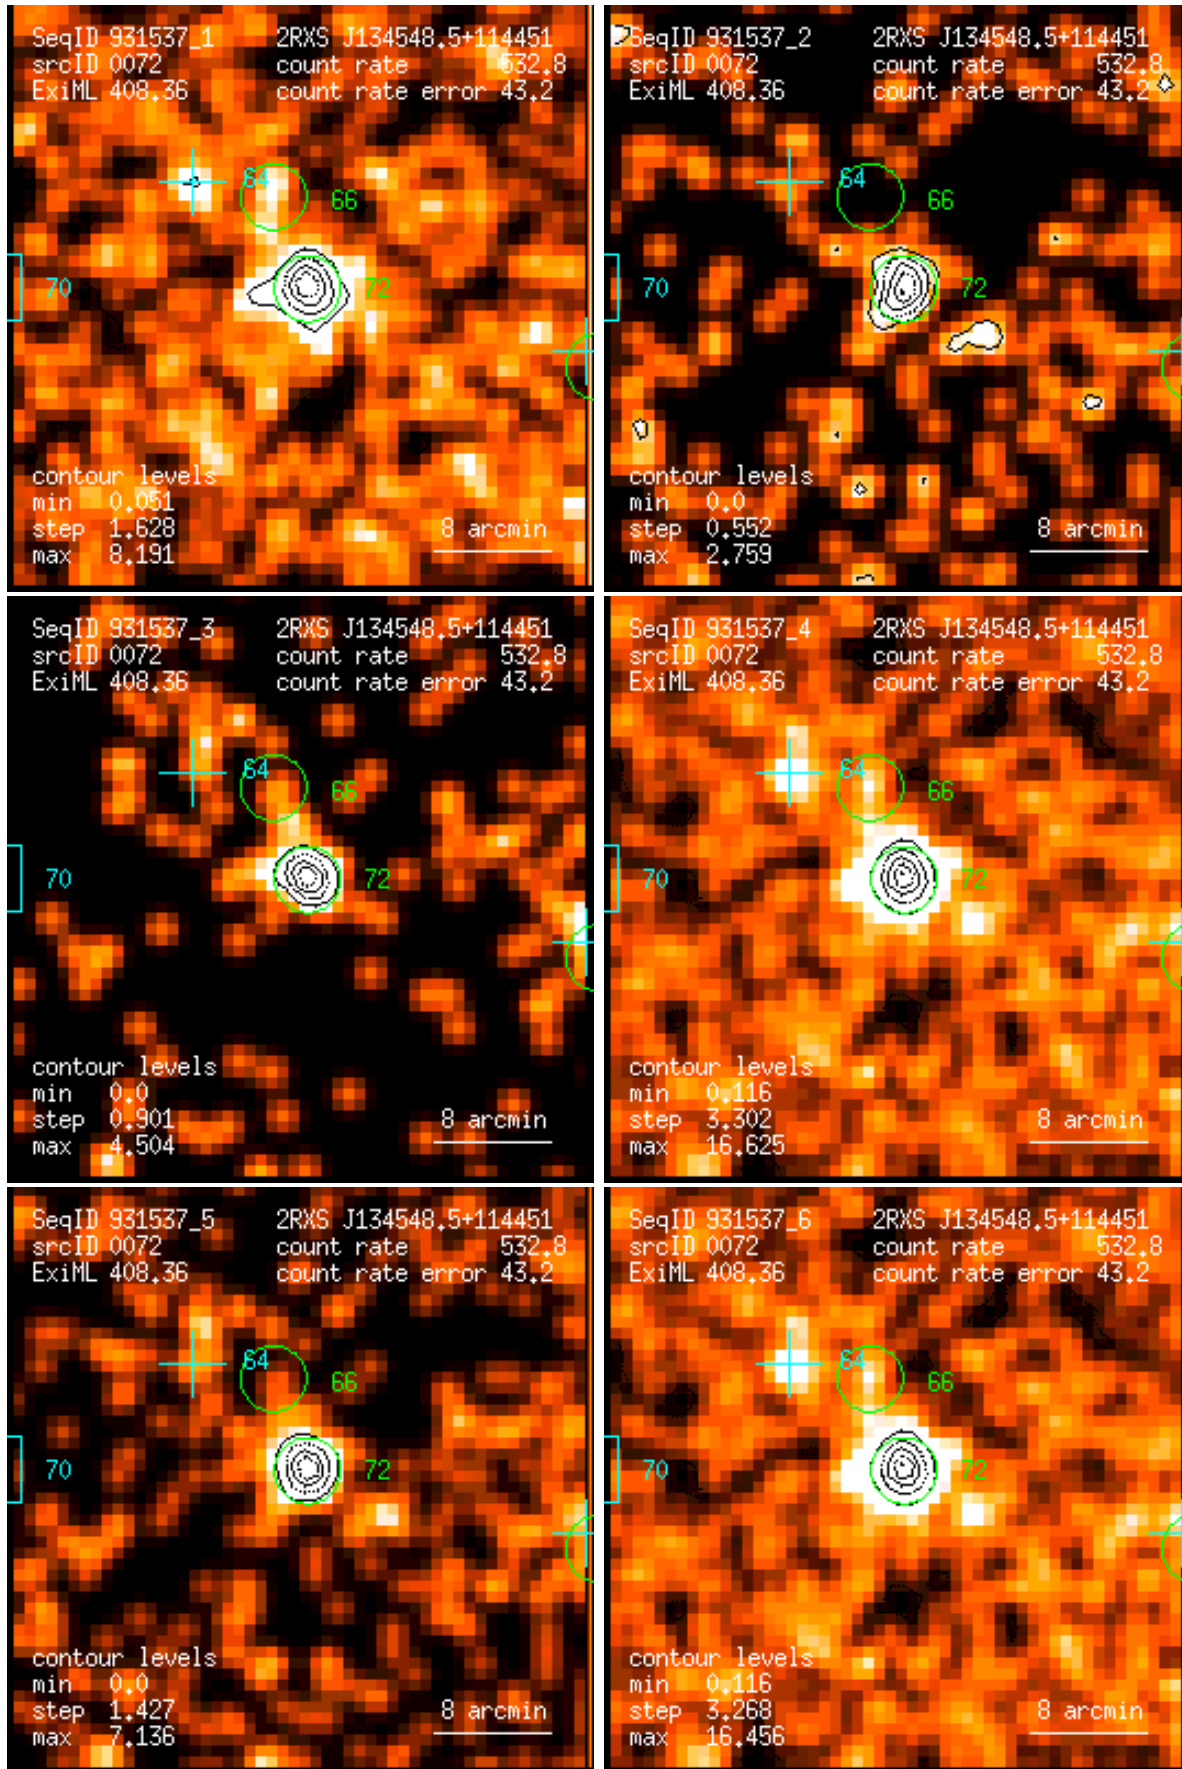 SeqID 931537_1 2RXS J134548.5+114451
srcID 0072 count rate 532.8
ExiML 408.36 count rate error 43.2
64
66
70 72
contour levels
min 0.051
step 1.628 8 arcmin
max 8.191
SeqID 931537_2 2RXS J134548.5+114451
srcID 0072 count rate 532.8
ExiML 408.36 count rate error 43.2
64
66
70 72
contour levels
min 0.0
step 0.552 8 arcmin
max 2.759
SeqID 931537_3 2RXS J134548.5+114451
srcID 0072 count rate 532.8
ExiML 408.36 count rate error 43.2
64
66
70 72
contour levels
min 0.0
step 0.901 8 arcmin
max 4.504
SeqID 931537_4 2RXS J134548.5+114451
srcID 0072 count rate 532.8
ExiML 408.36 count rate error 43.2
64
66
70 72
contour levels
min 0.116
step 3.302 8 arcmin
max 16.625
SeqID 931537_5 2RXS J134548.5+114451
srcID 0072 count rate 532.8
ExiML 408.36 count rate error 43.2
64
66
70 72
contour levels
min 0.0
step 1.427 8 arcmin
max 7.136
SeqID 931537_6 2RXS J134548.5+114451
srcID 0072 count rate 532.8
ExiML 408.36 count rate error 43.2
64
66
70 72
contour levels
min 0.116
step 3.268 8 arcmin
max 16.456